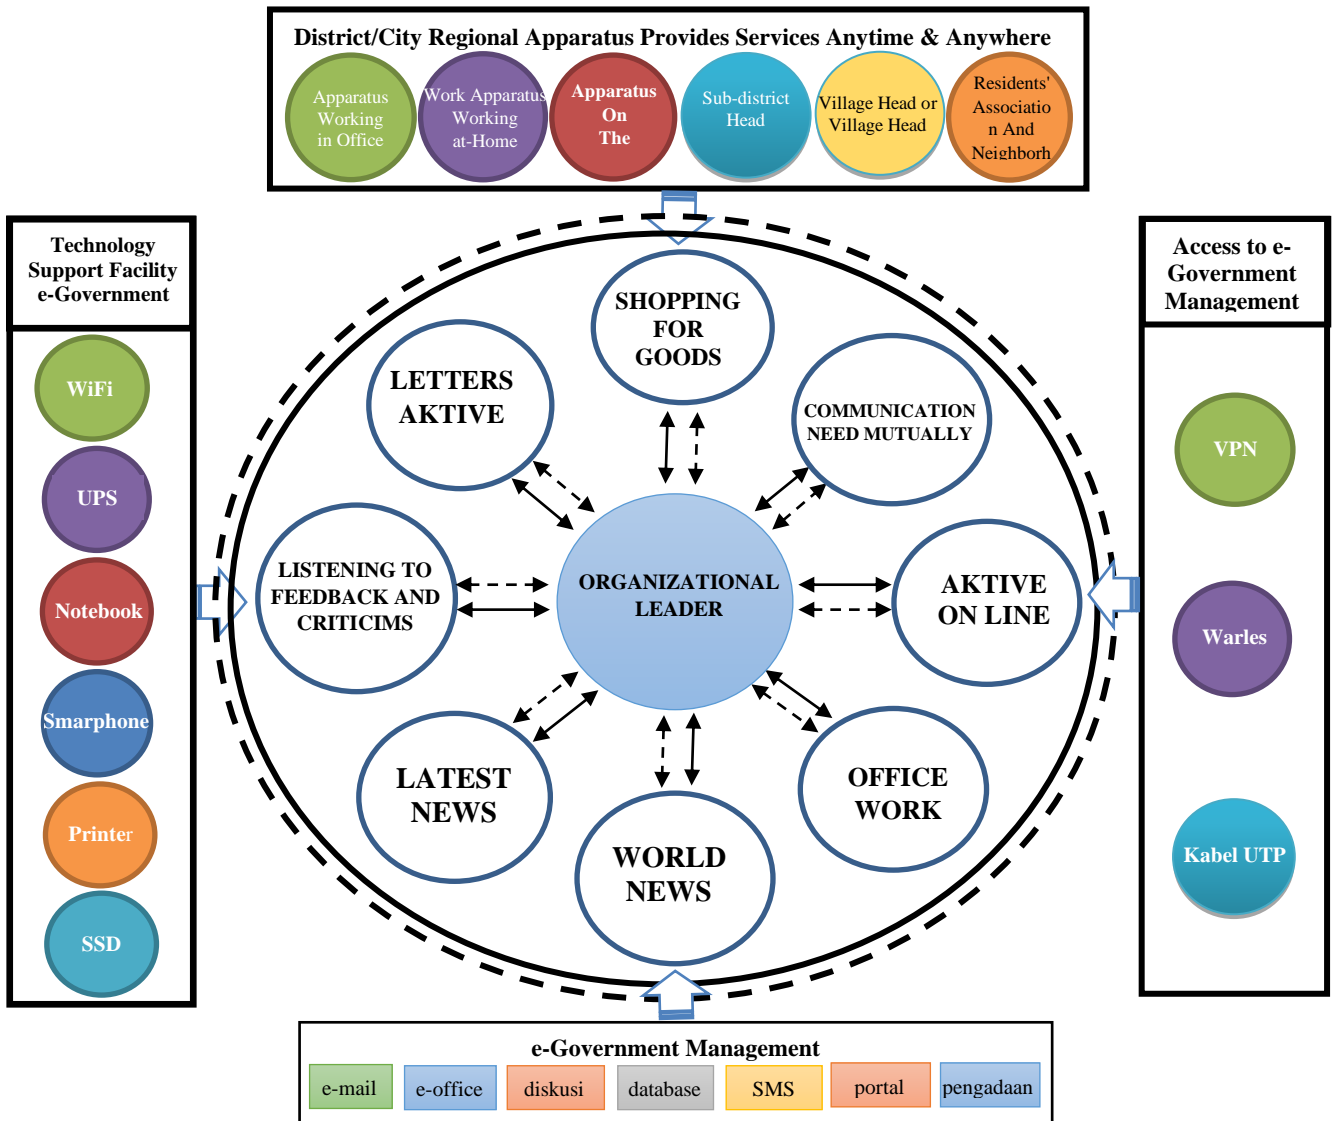 District/City Regional Apparatus Provides Services Anytime & Anywhere
Apparatus
Working
in Office
Work Apparatus
Working
at-Home
Apparatus
On
The
Sub-district
Head
Village Head or
Village Head
Residents'
Associatio
n And
Neighborh
Technology
Support Facility
e-Government
WiFi
UPS
Notebook
Smarphone
Printer
SSD
SHOPPING
FOR
GOODS
LETTERS
AKTIVE
COMMUNICATION
NEED MUTUALLY
LISTENING TO
FEEDBACK AND
CRITICIMS
ORGANIZATIONAL
LEADER
AKTIVE
ON LINE
LATEST
NEWS
OFFICE
WORK
WORLD
NEWS
Access to e-
Government
Management
VPN
Warles
Kabel UTP
e-Government Management
e-mail
e-office
diskusi
database
SMS
portal
pengadaan